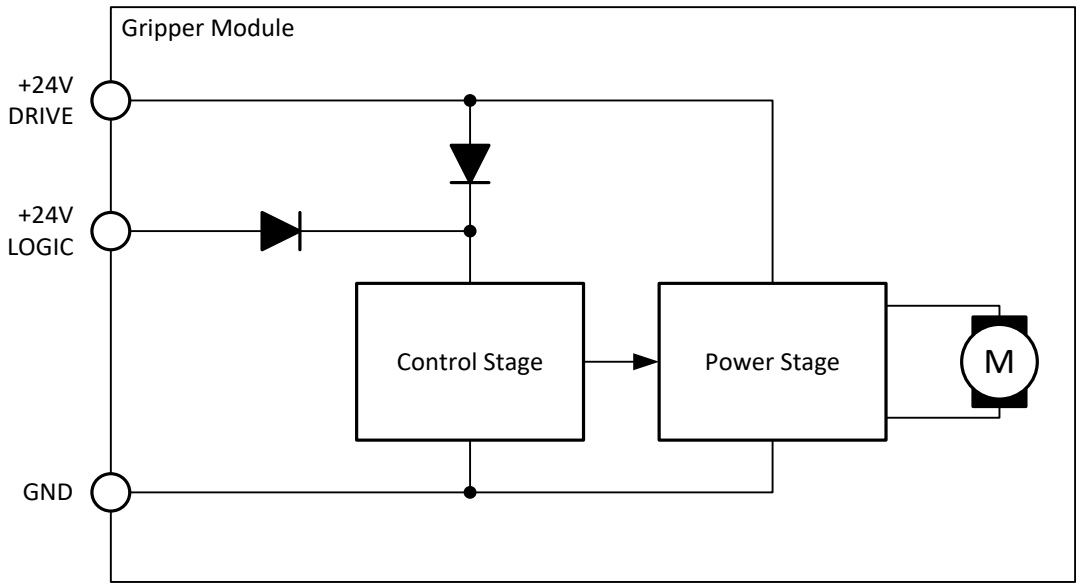 Gripper Module
+24V
DRIVE
+24V
LOGIC
Control Stage
Power Stage
M
GND